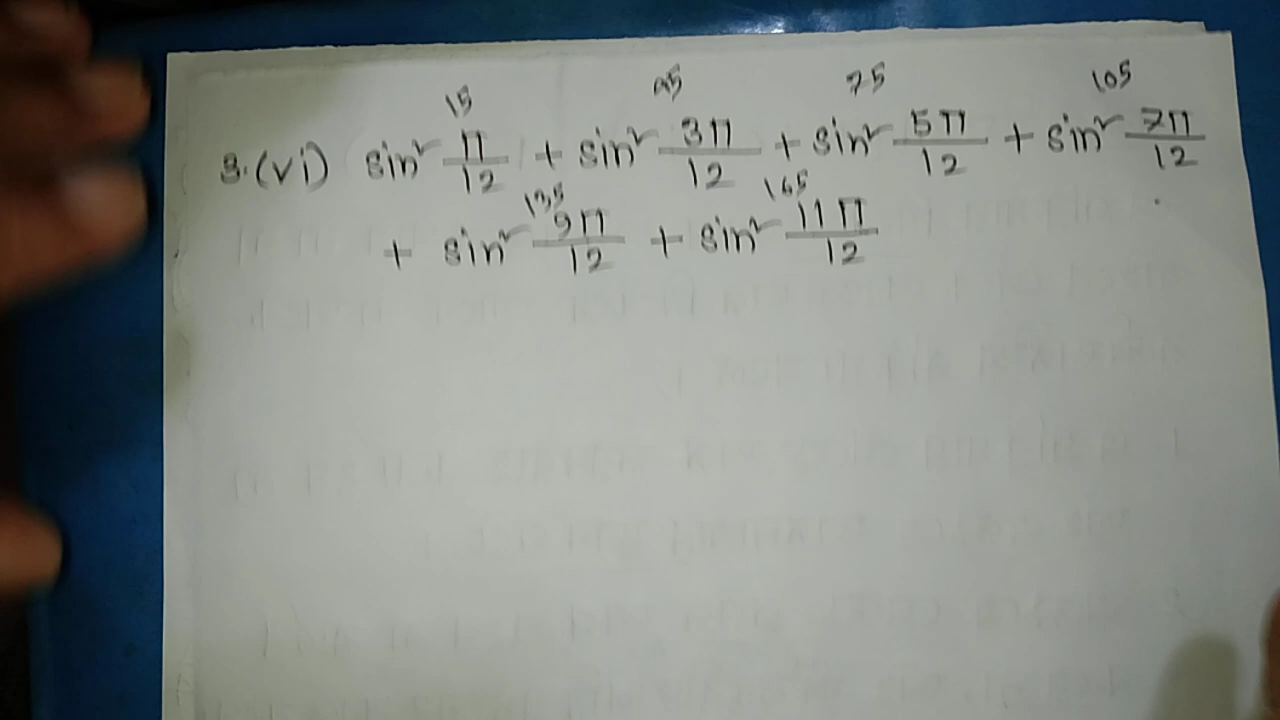 15 45 75 105
3.(vi) sin² π/12 + sin² 3π/12 + sin² 5π/12 + sin² 7π/12
135 165
+ sin² 9π/12 + sin² 11π/12